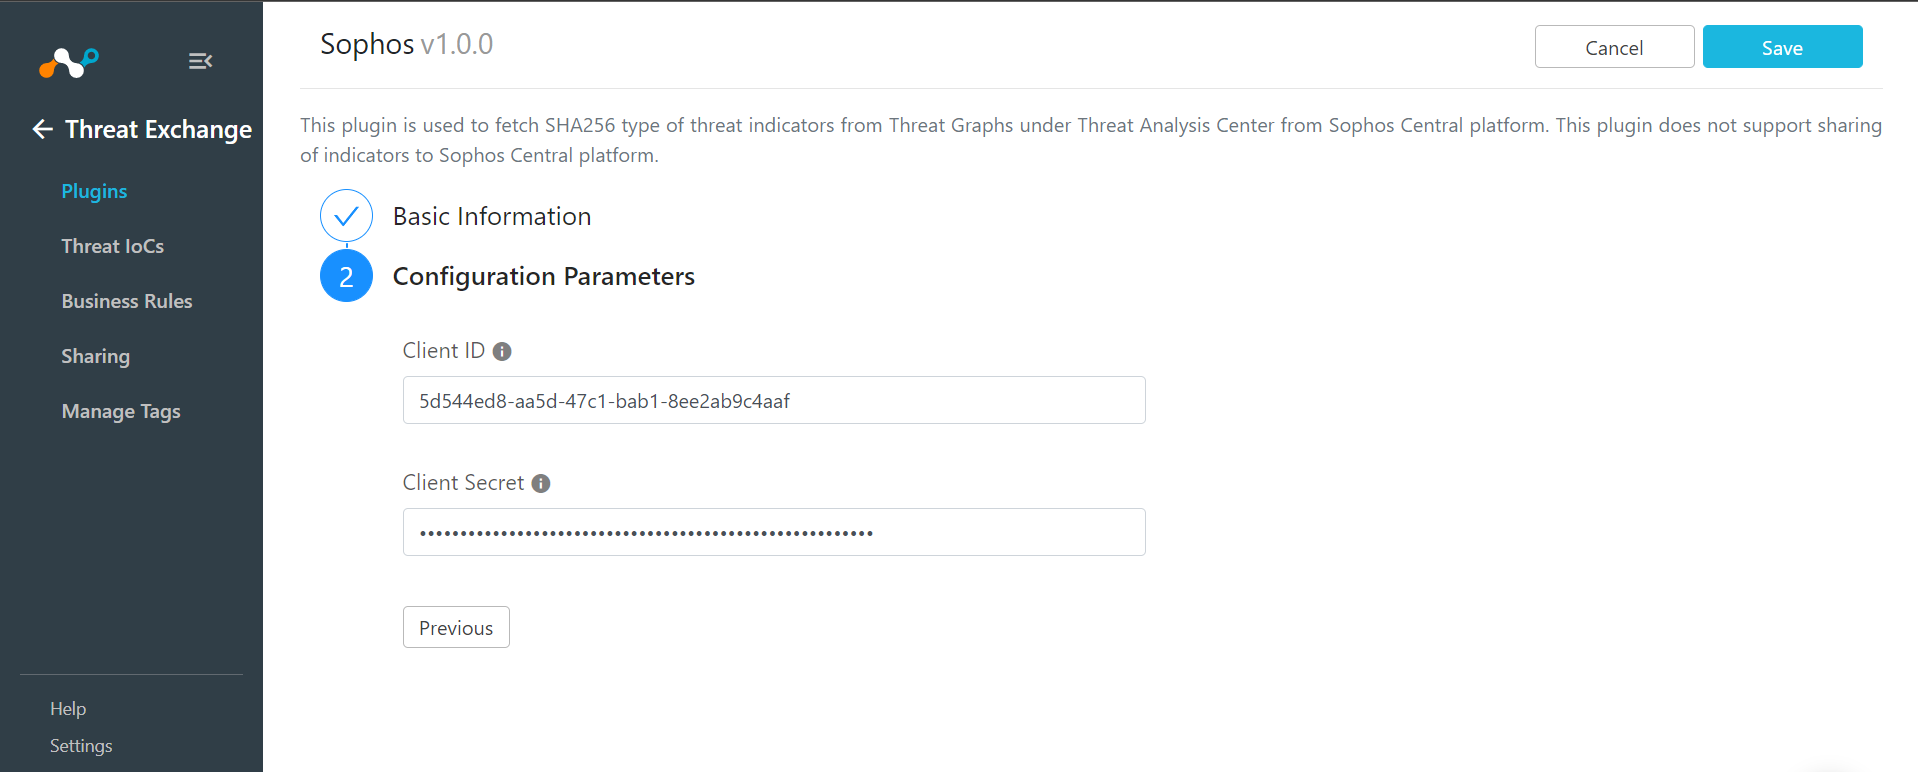 Threat Exchange
Plugins
Threat IoCs
Business Rules
Sharing
Manage Tags
Help
Settings
Sophos v1.0.0
Cancel
Save
This plugin is used to fetch SHA256 type of threat indicators from Threat Graphs under Threat Analysis Center from Sophos Central platform. This plugin does not support sharing
of indicators to Sophos Central platform.
Basic Information
2
Configuration Parameters
Client ID
5d544ed8-aa5d-47c1-bab1-8ee2ab9c4aaf
Client Secret
Previous